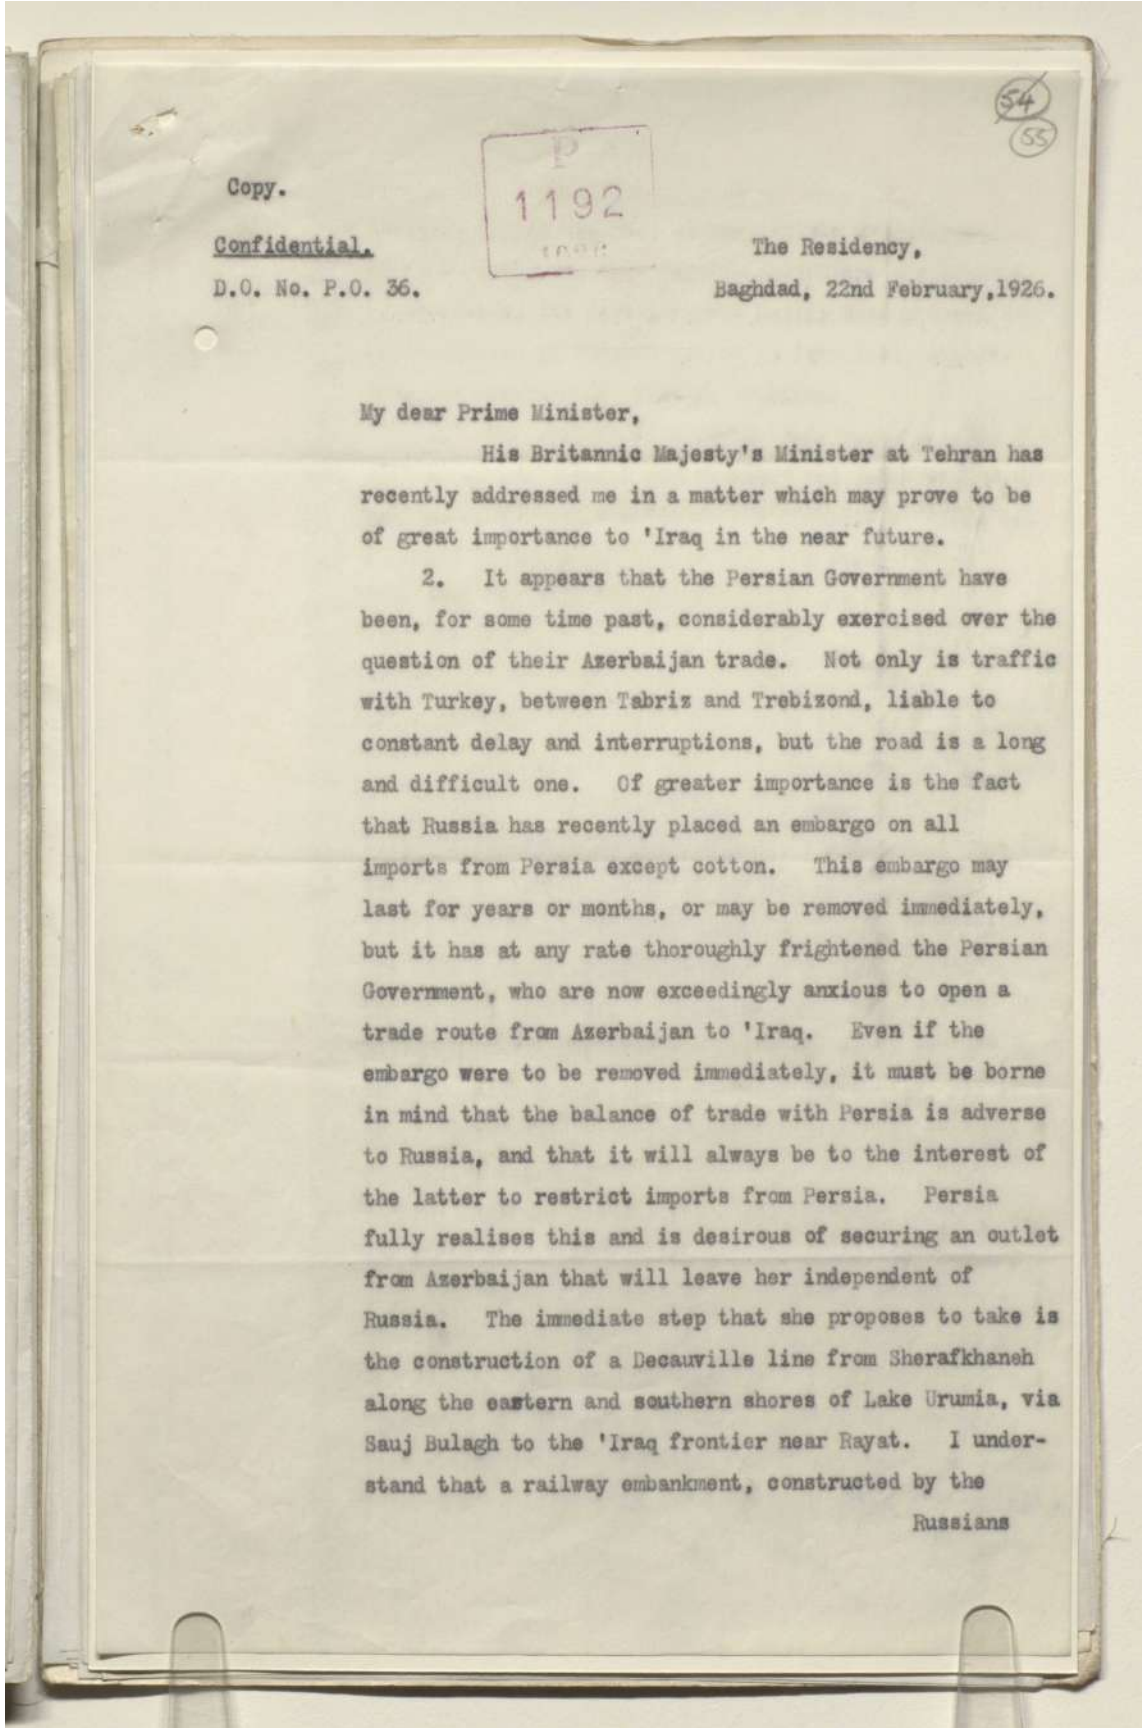 54
55
P
1192
Copy.
Confidential.
The Residency,
D.O. No. P.O. 36.
Baghdad, 22nd February,1926.
My dear Prime Minister,
His Britannic Majesty's Minister at Tehran has
recently addressed me in a matter which may prove to be
of great importance to 'Iraq in the near future.
2. It appears that the Persian Government have
been, for some time past, considerably exercised over the
question of their Azerbaijan trade. Not only is traffic
with Turkey, between Tabriz and Trebizond, liable to
constant delay and interruptions, but the road is a long
and difficult one. Of greater importance is the fact
that Russia has recently placed an embargo on all
imports from Persia except cotton. This embargo may
last for years or months, or may be removed immediately,
but it has at any rate thoroughly frightened the Persian
Government, who are now exceedingly anxious to open a
trade route from Azerbaijan to 'Iraq. Even if the
embargo were to be removed immediately, it must be borne
in mind that the balance of trade with Persia is adverse
to Russia, and that it will always be to the interest of
the latter to restrict imports from Persia. Persia
fully realises this and is desirous of securing an outlet
from Azerbaijan that will leave her independent of
Russia. The immediate step that she proposes to take is
the construction of a Decauville line from Sherafkhaneh
along the eastern and southern shores of Lake Urumia, via
Sauj Bulagh to the 'Iraq frontier near Rayat. I under-
stand that a railway embankment, constructed by the
Russians